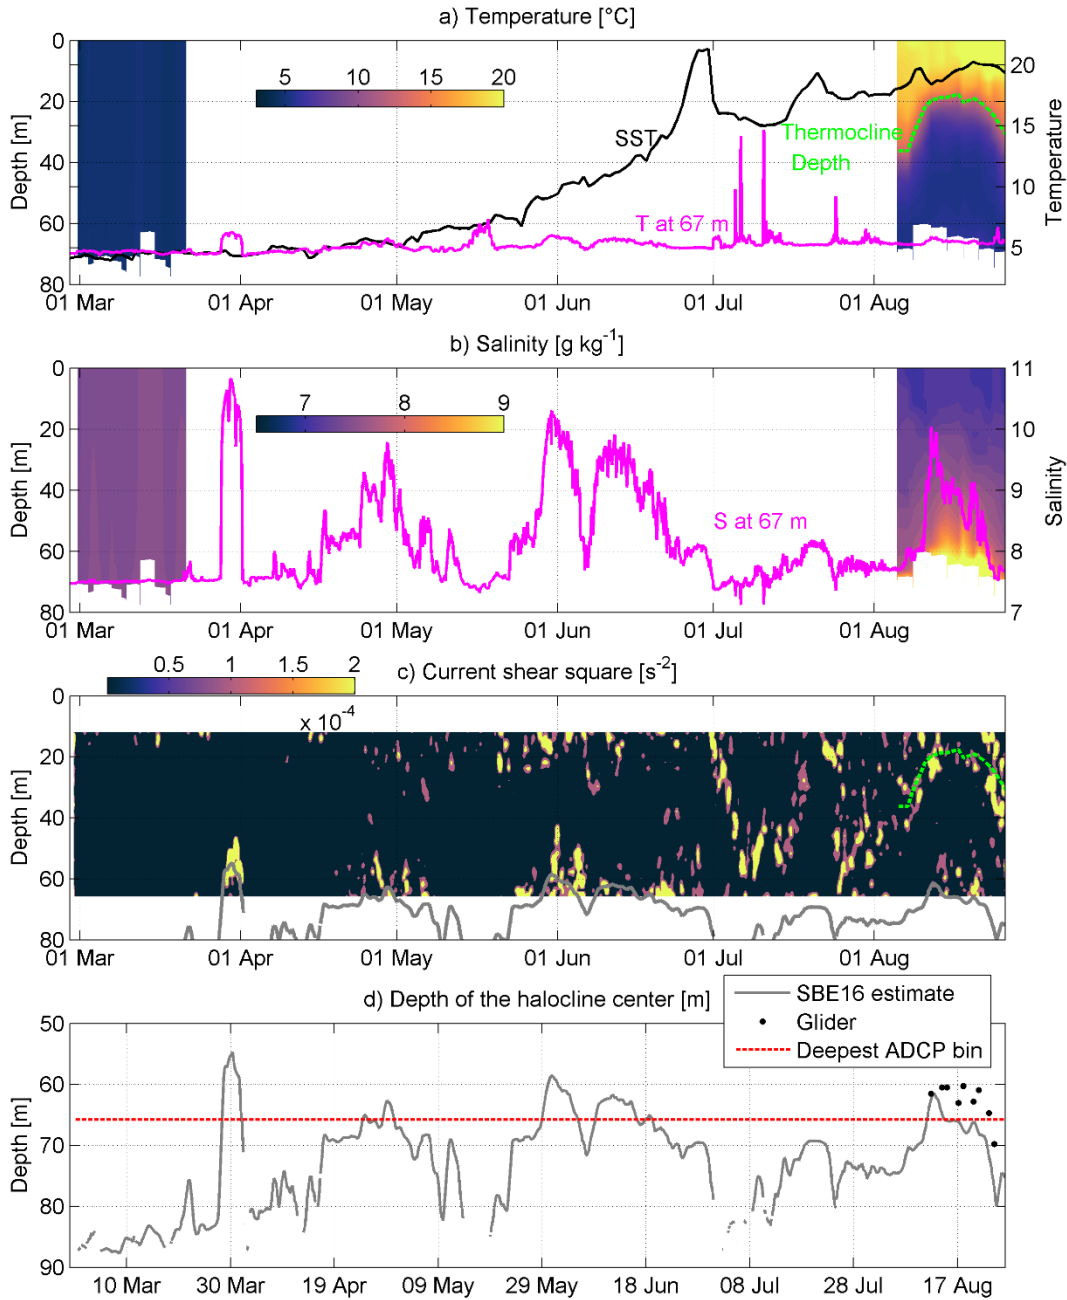 a) Temperature [°C]
0
20
40
60
80
Depth [m]
5 10 15 20
SST
Thermocline
Depth
T at 67 m
20
15
10
5
Temperature
01 Mar 01 Apr 01 May 01 Jun 01 Jul 01 Aug
b) Salinity [g kg⁻¹]
0
20
40
60
80
Depth [m]
7 8 9
S at 67 m
11
10
9
8
7
Salinity
01 Mar 01 Apr 01 May 01 Jun 01 Jul 01 Aug
0.5 1 1.5 2
c) Current shear square [s⁻²]
x 10⁻⁴
0
20
40
60
80
Depth [m]
01 Mar 01 Apr 01 May 01 Jun 01 Jul 01 Aug
d) Depth of the halocline center [m]
SBE16 estimate
Glider
Deepest ADCP bin
50
60
70
80
90
Depth [m]
10 Mar 30 Mar 19 Apr 09 May 29 May 18 Jun 08 Jul 28 Jul 17 Aug